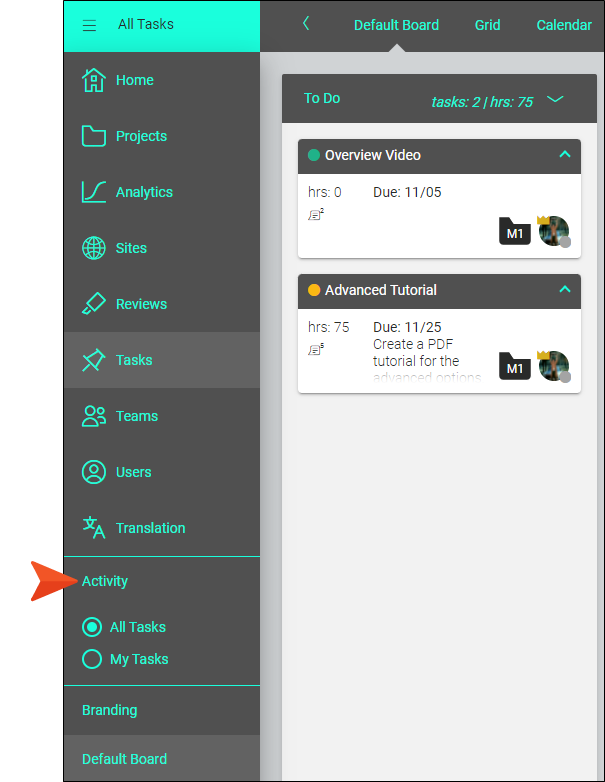 All Tasks
Default Board
Grid
Calendar
Home
Projects
Analytics
Sites
Reviews
Tasks
Teams
Users
Translation
Activity
All Tasks
My Tasks
Branding
Default Board
To Do
tasks: 2 | hrs: 75
Overview Video
hrs: 0
Due: 11/05
2
M1
Advanced Tutorial
hrs: 75
Due: 11/25
5
Create a PDF
tutorial for the
advanced options
M1